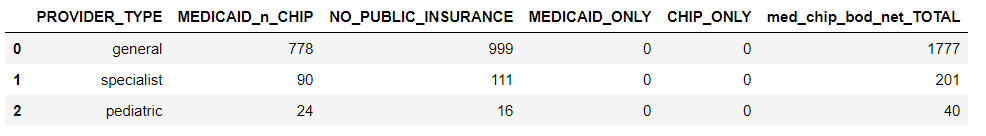 PROVIDER_TYPE MEDICAID_n_CHIP NO_PUBLIC_INSURANCE MEDICAID_ONLY CHIP_ONLY med_chip_bod_net_TOTAL
0 general 778 999 0 0 1777
1 specialist 90 111 0 0 201
2 pediatric 24 16 0 0 40